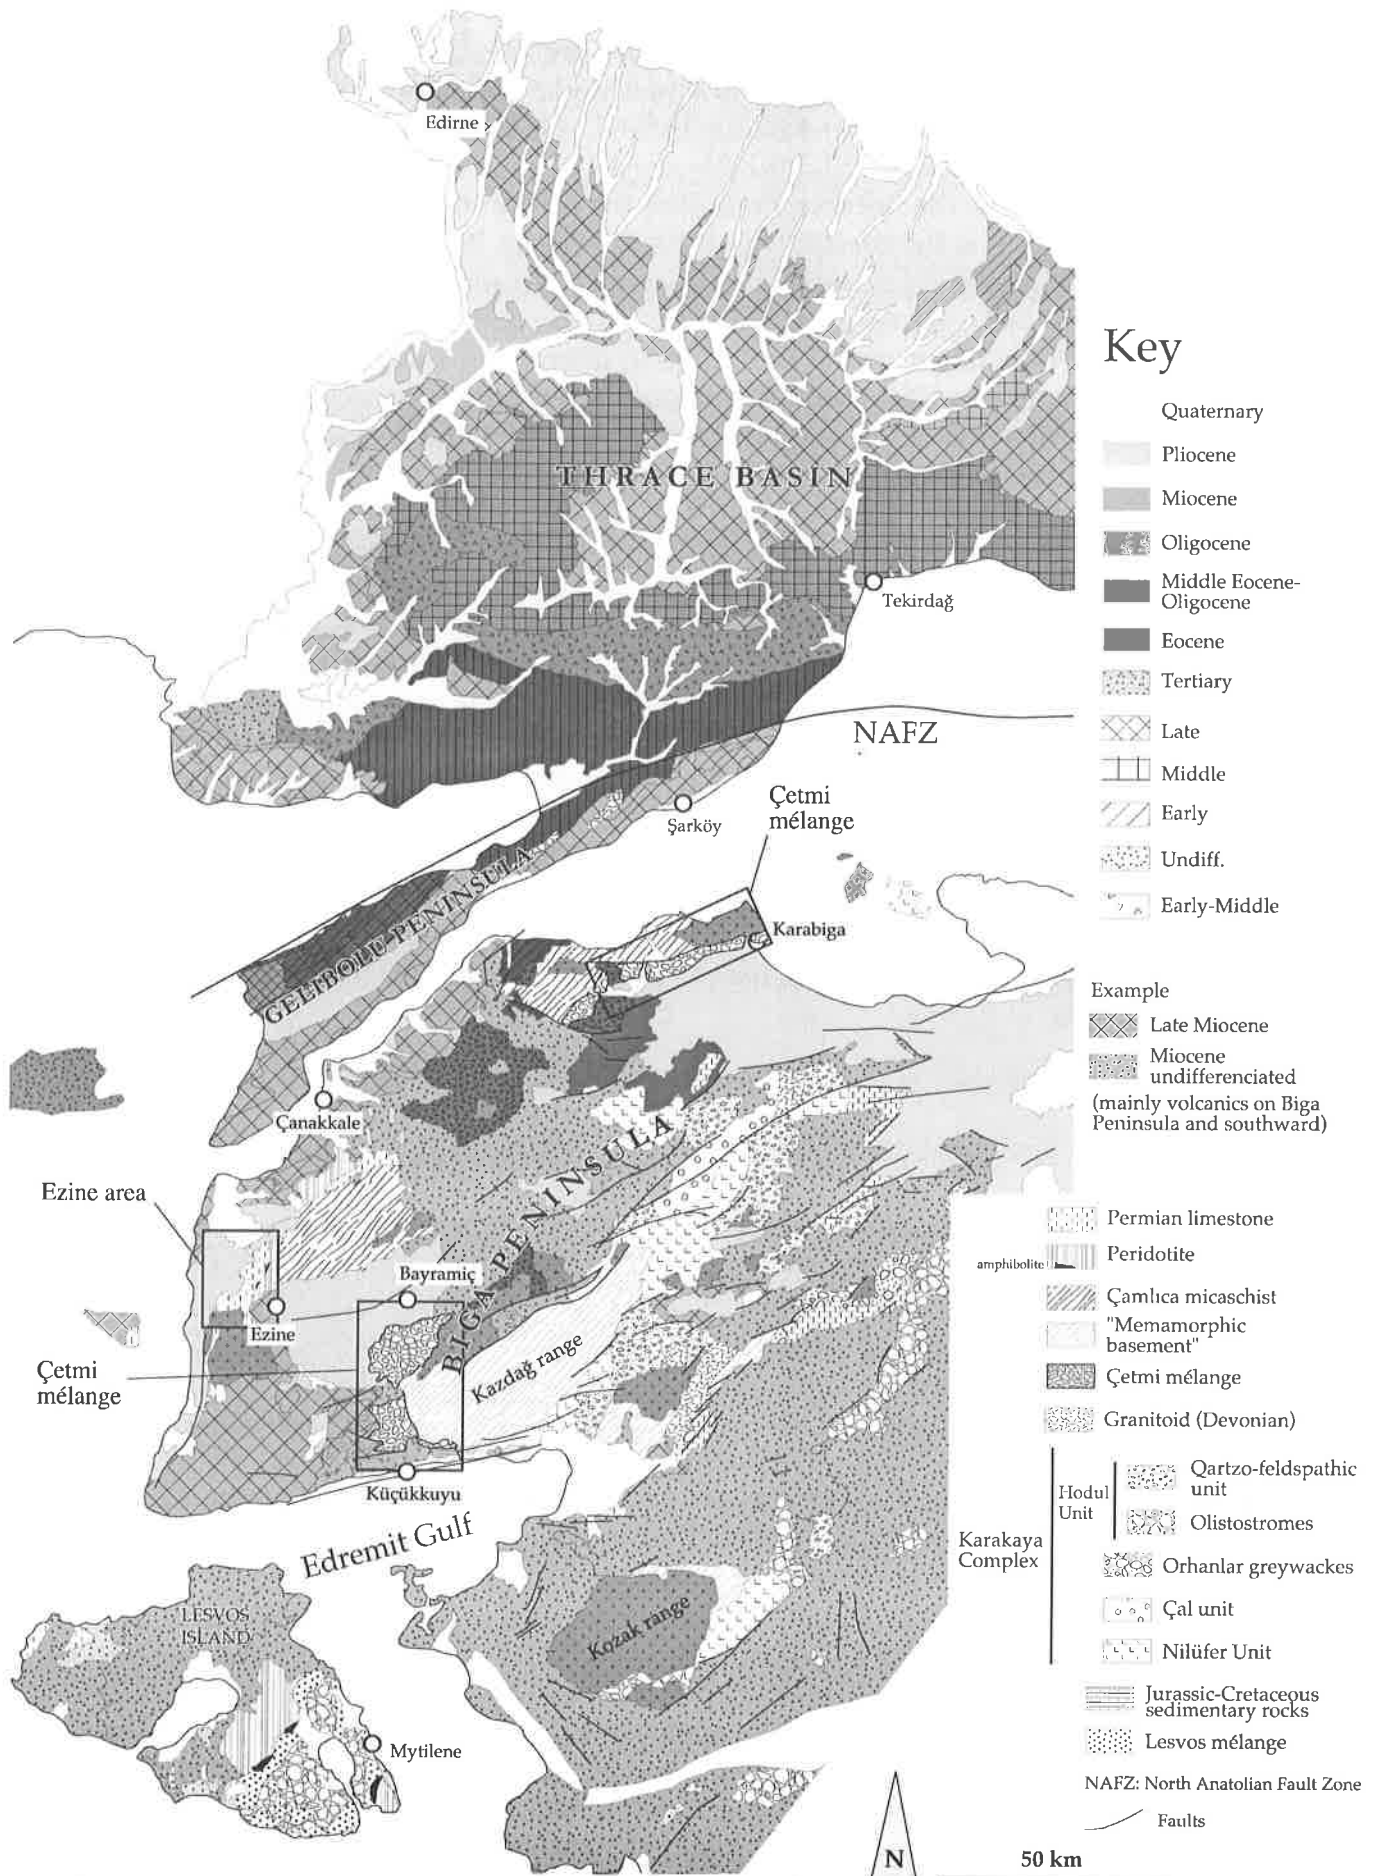 Edirne
THRACE BASIN
Tekirdağ
NAFZ
Şarköy
Çetmi
mélange
GELIBOLU PENINSULA
Karabiga
Çanakkale
BIGA PENINSULA
Ezine area
Bayramiç
Ezine
Çetmi
mélange
Kazdağ range
Küçükkuyu
Edremit Gulf
LESVOS
ISLAND
Kozak range
Mytilene
Key
Quaternary
Pliocene
Miocene
Oligocene
Middle Eocene-
Oligocene
Eocene
Tertiary
Late
Middle
Early
Undiff.
Early-Middle
Example
Late Miocene
Miocene
undifferenciated
(mainly volcanics on Biga
Peninsula and southward)
Permian limestone
amphibolite
Peridotite
Çamlıca micaschist
"Memamorphic
basement"
Çetmi mélange
Granitoid (Devonian)
Karakaya
Complex
Hodul
Unit
Qartzo-feldspathic
unit
Olistostromes
Orhanlar greywackes
Çal unit
Nilüfer Unit
Jurassic-Cretaceous
sedimentary rocks
Lesvos mélange
NAFZ: North Anatolian Fault Zone
Faults
N
50 km